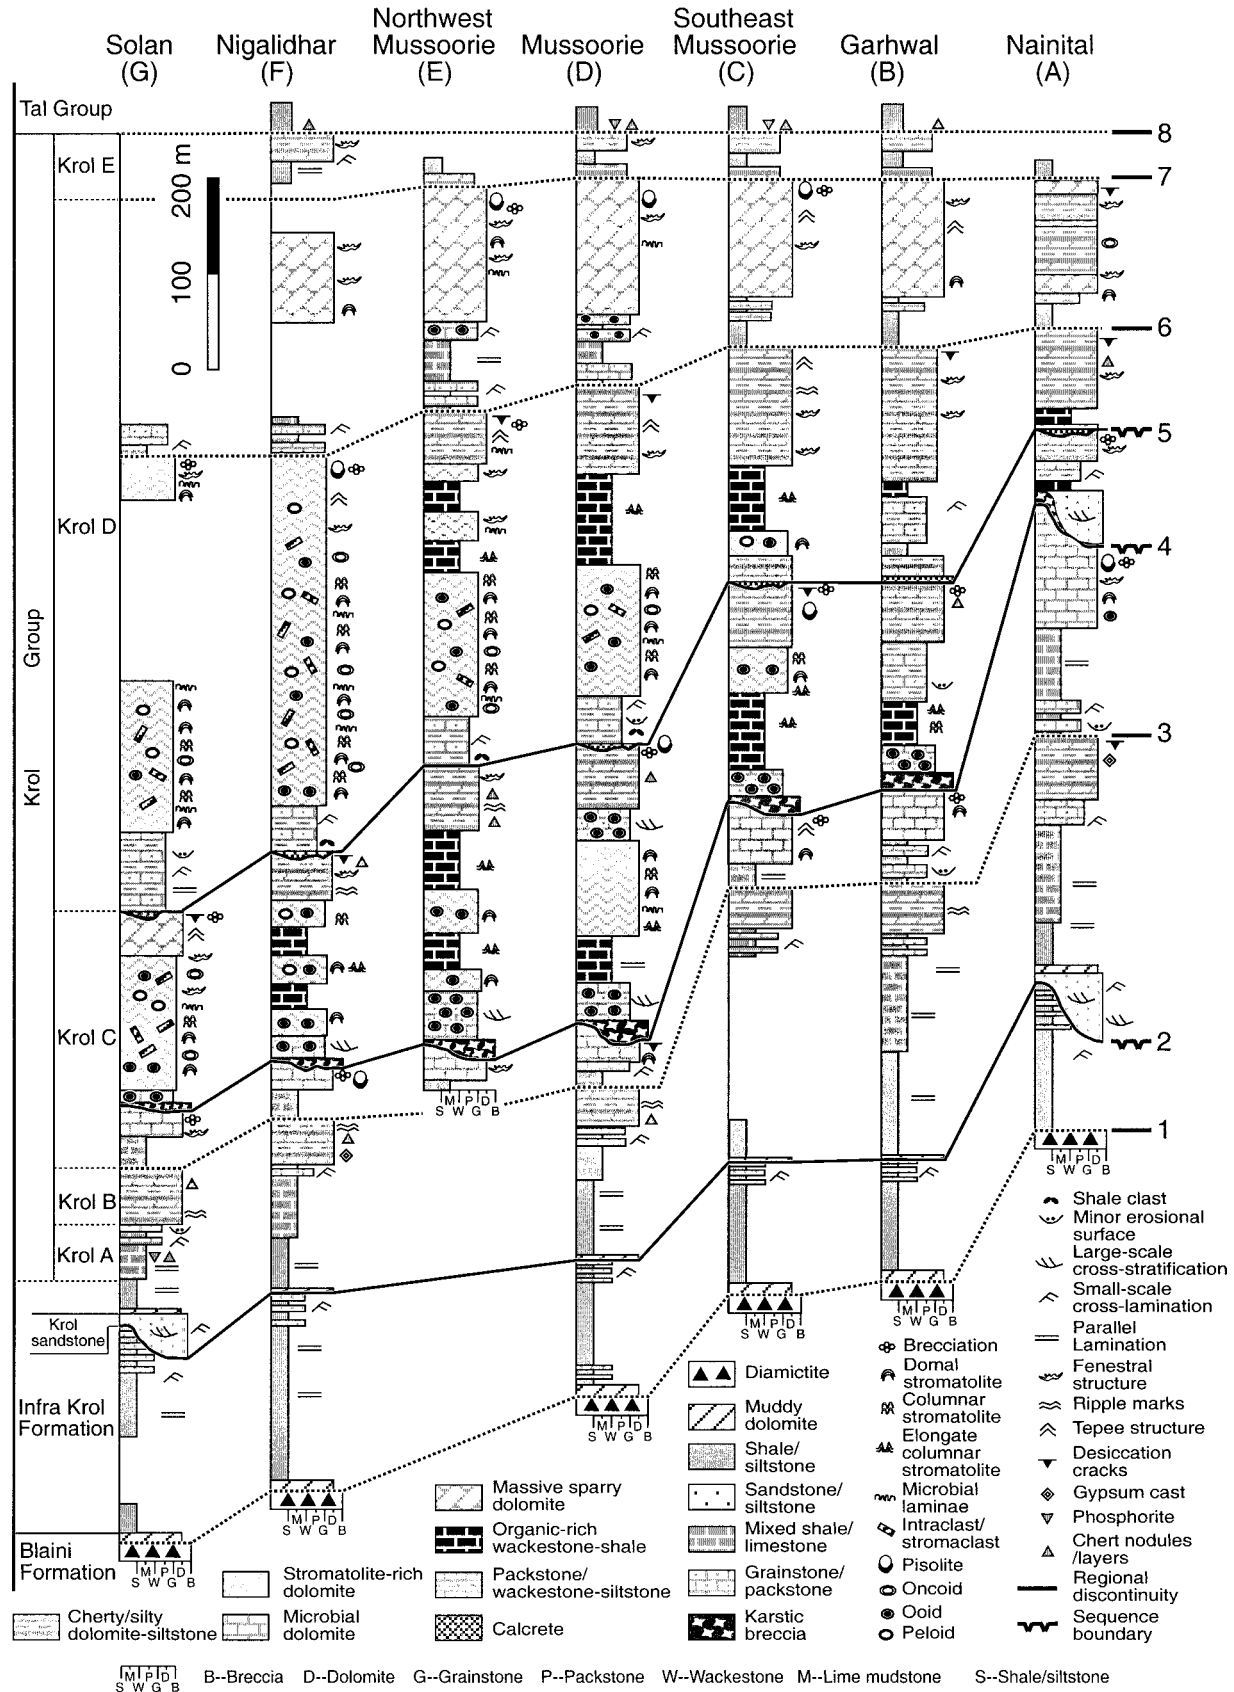 Solan
(G)
Nigalidhar
(F)
Northwest
Mussoorie
(E)
Mussoorie
(D)
Southeast
Mussoorie
(C)
Garhwal
(B)
Nainital
(A)
Tal Group
Krol E
Krol D
Krol C
Krol B
Krol A
Krol Group
Krol
sandstone
Infra Krol
Formation
Blaini
Formation
200 m
100
0
8
7
6
5
4
3
2
1
M P D
S W G B
M P D
S W G B
M P D
S W G B
M P D
S W G B
M P D
S W G B
M P D
S W G B
M P D
S W G B
Cherty/silty
dolomite-siltstone
Stromatolite-rich
dolomite
Microbial
dolomite
Massive sparry
dolomite
Organic-rich
wackestone-shale
Packstone/
wackestone-siltstone
Calcrete
Diamictite
Muddy
dolomite
Shale/
siltstone
Sandstone/
siltstone
Mixed shale/
limestone
Grainstone/
packstone
Karstic
breccia
Brecciation
Domal
stromatolite
Columnar
stromatolite
Elongate
columnar
stromatolite
Microbial
laminae
Intraclast/
stromaclast
Pisolite
Oncoid
Ooid
Peloid
Shale clast
Minor erosional
surface
Large-scale
cross-stratification
Small-scale
cross-lamination
Parallel
Lamination
Fenestral
structure
Ripple marks
Tepee structure
Desiccation
cracks
Gypsum cast
Phosphorite
Chert nodules
/layers
Regional
discontinuity
Sequence
boundary
M P D
S W G B
B--Breccia D--Dolomite G--Grainstone P--Packstone W--Wackestone M--Lime mudstone S--Shale/siltstone